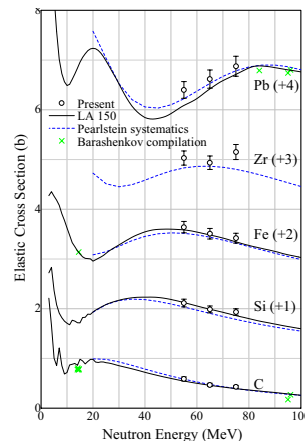 8
6
4
2
0
Elastic Cross Section (b)
Pb (+4)
Present
LA 150
Pearlstein systematics
Barashenkov compilation
Zr (+3)
Fe (+2)
Si (+1)
C
0 20 40 60 80 100
Neutron Energy (MeV)